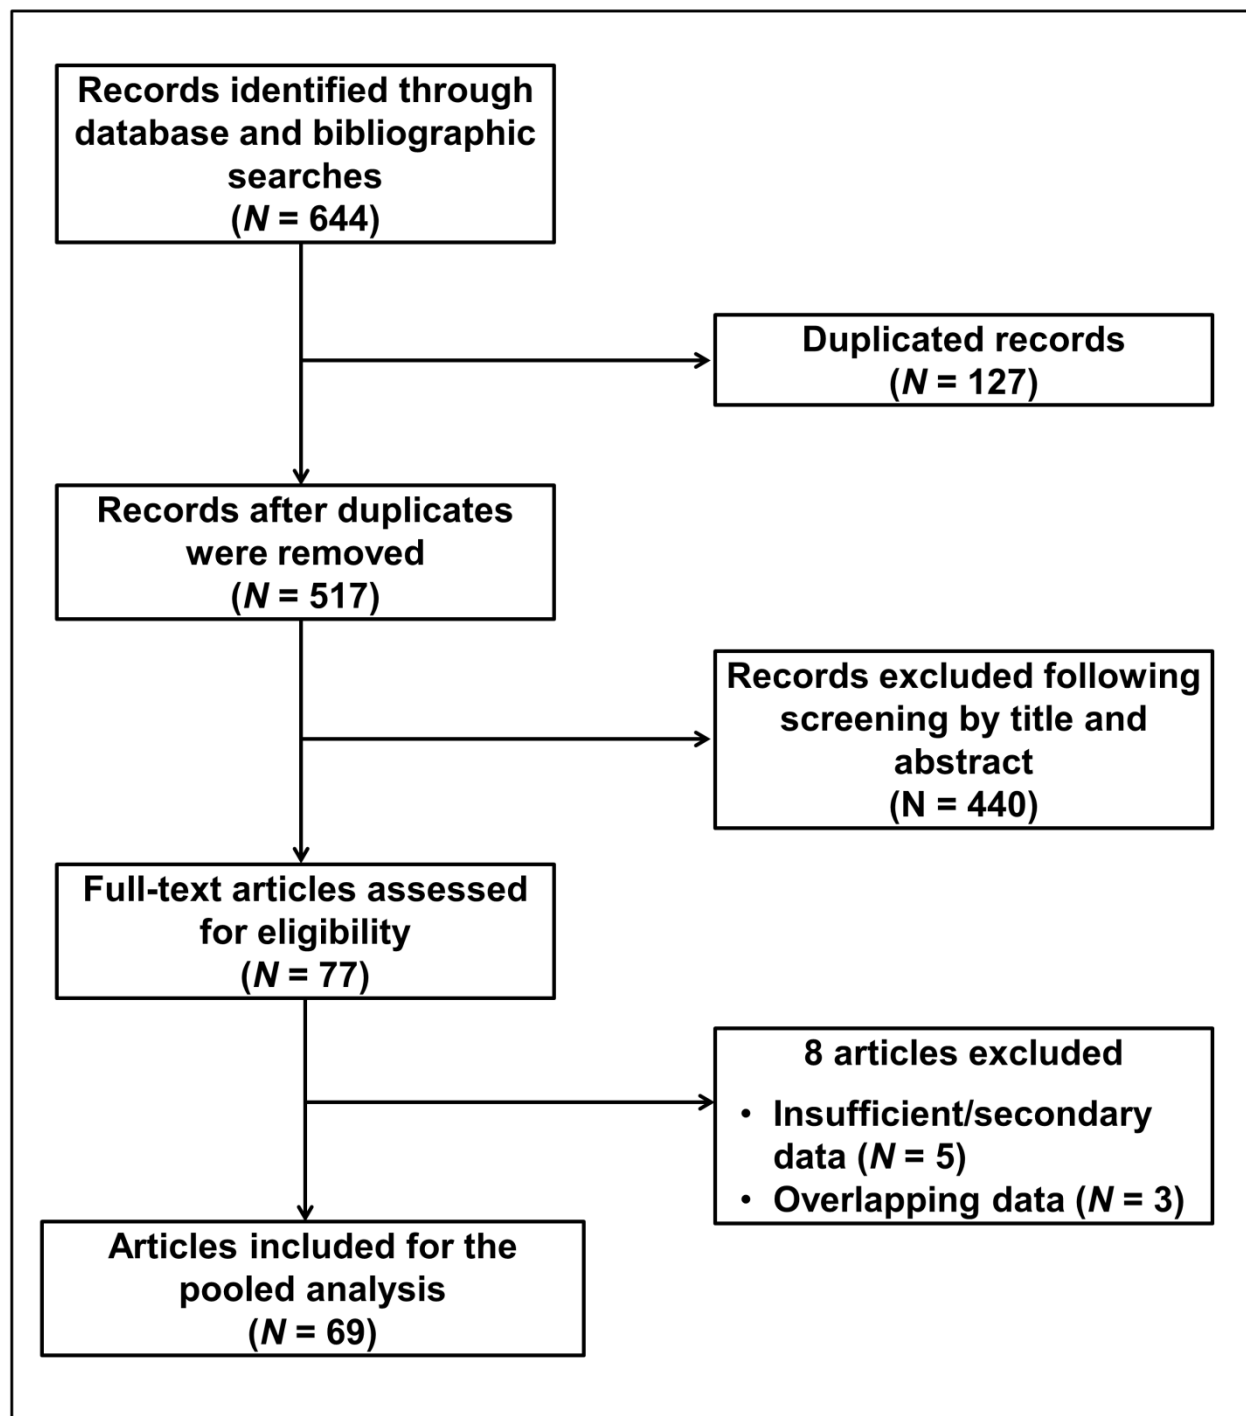 Records identified through
database and bibliographic
searches
(N = 644)
Duplicated records
(N = 127)
Records after duplicates
were removed
(N = 517)
Records excluded following
screening by title and
abstract
(N = 440)
Full-text articles assessed
for eligibility
(N = 77)
8 articles excluded
• Insufficient/secondary
data (N = 5)
• Overlapping data (N = 3)
Articles included for the
pooled analysis
(N = 69)